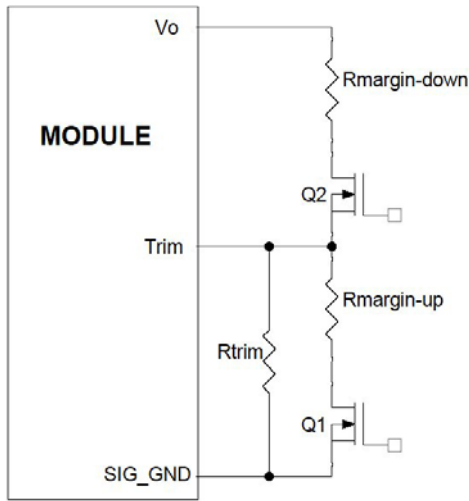 Vo
Rmargin-down
MODULE
Q2
Trim
Rmargin-up
Rtrim
Q1
SIG_GND